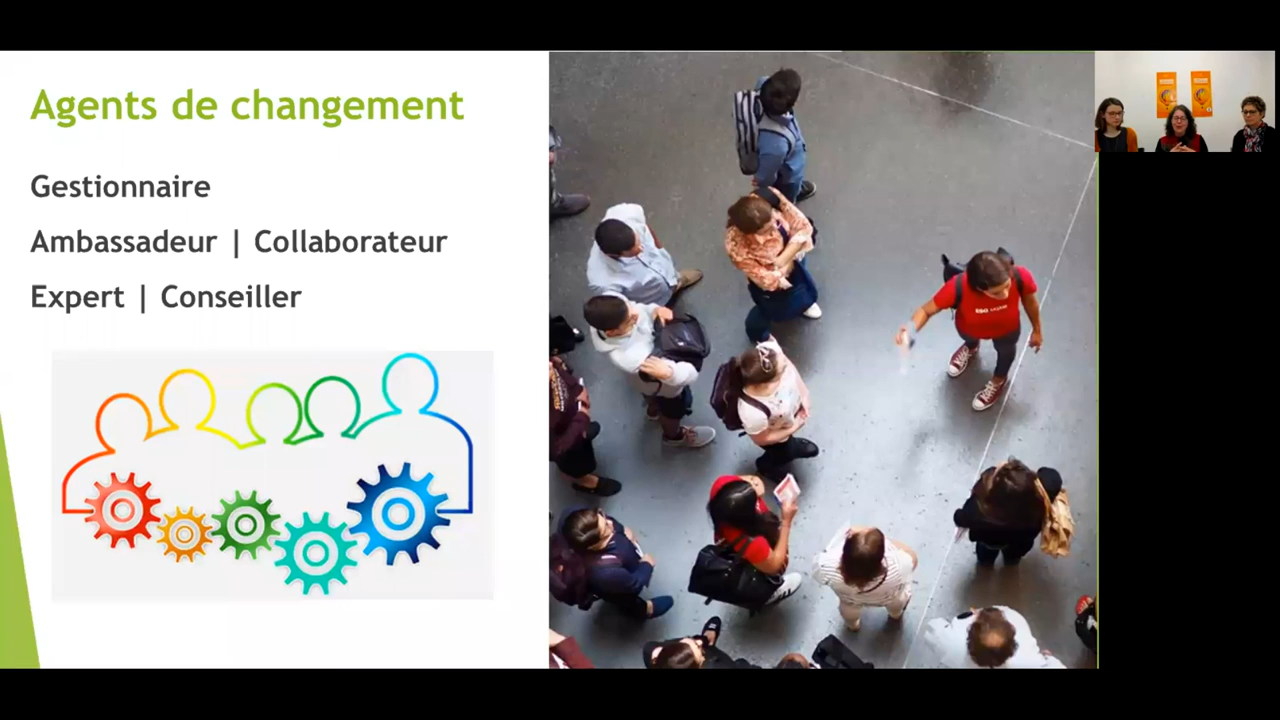 Agents de changement
Gestionnaire
Ambassadeur | Collaborateur
Expert | Conseiller